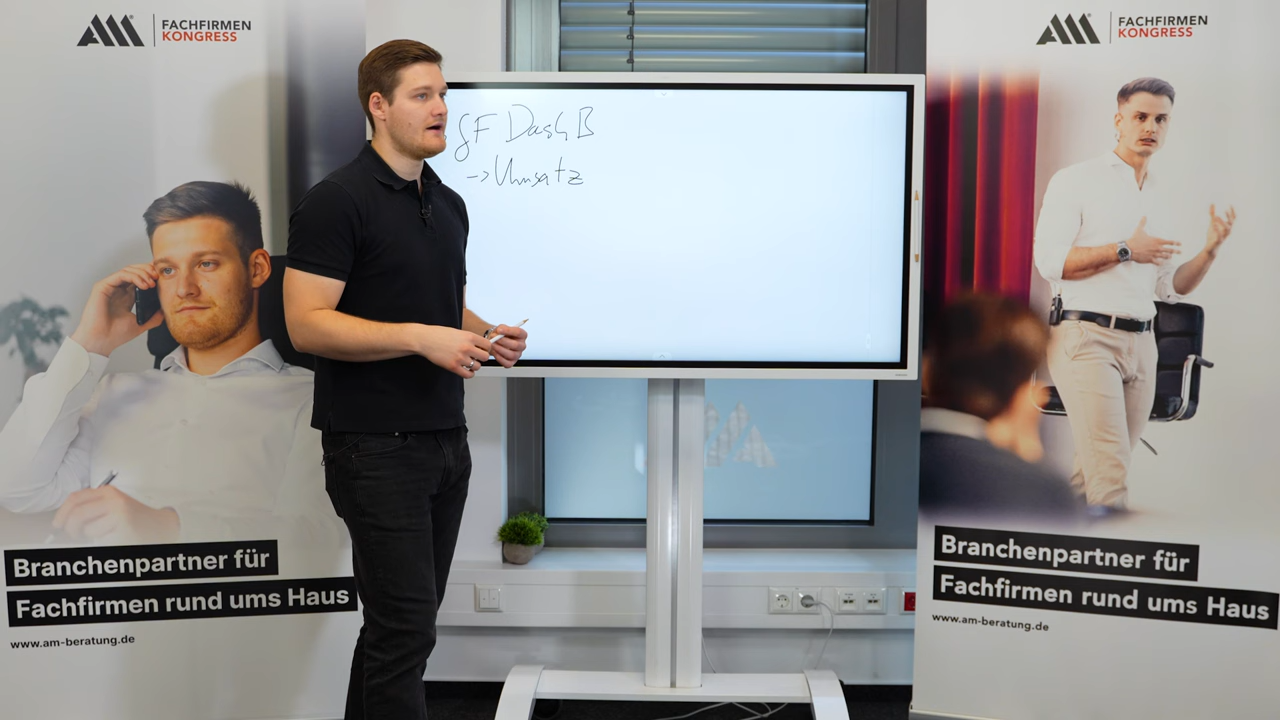 FACHFIRMEN
KONGRESS
Branchenpartner für
Fachfirmen rund ums Haus
www.am-beratung.de
GF DashB
-> Umsatz
FACHFIRMEN
KONGRESS
Branchenpartner für
Fachfirmen rund ums Haus
www.am-beratung.de